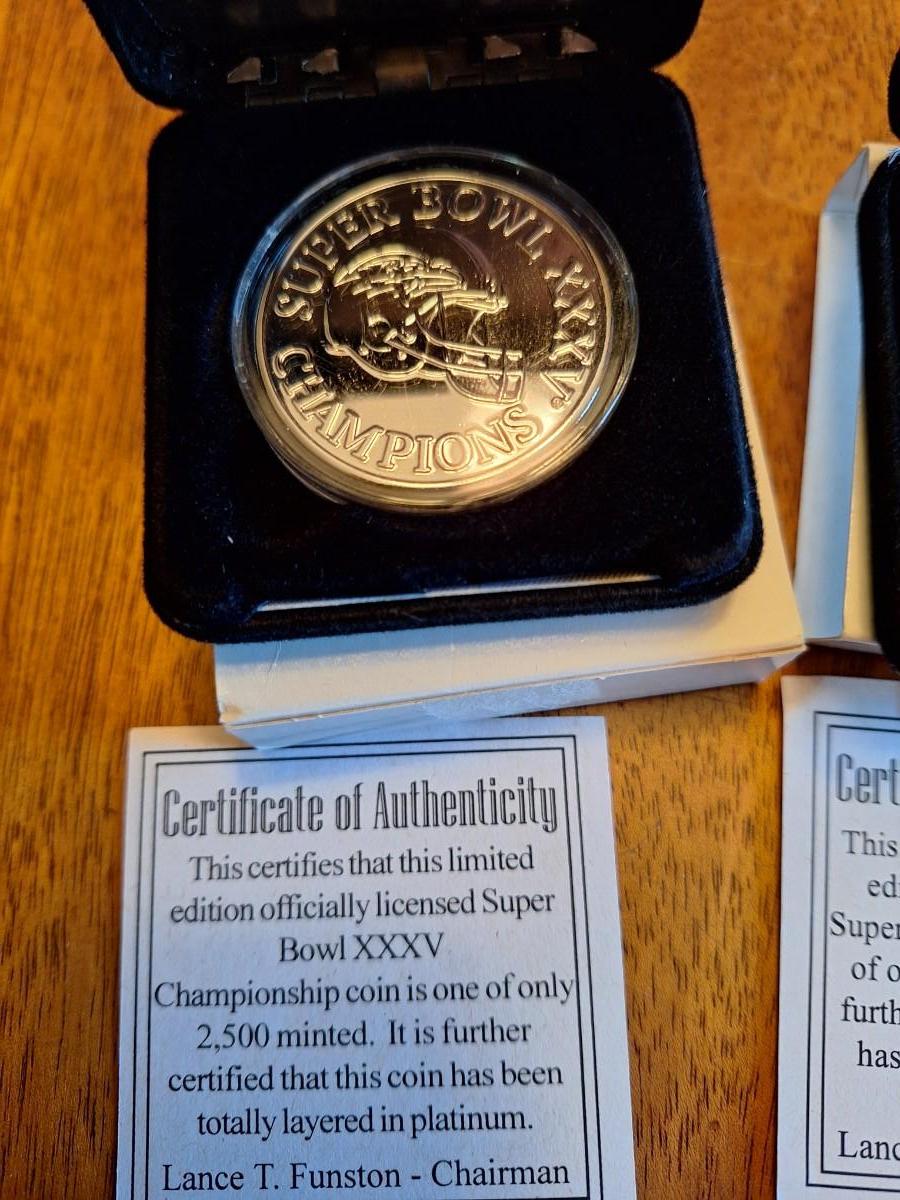 SUPER BOWL XXXV
CHAMPIONS
Certificate of Authenticity
This certifies that this limited
edition officially licensed Super
Bowl XXXV
Championship coin is one of only
2,500 minted. It is further
certified that this coin has been
totally layered in platinum.
Lance T. Funston - Chairman
Cert
This
edi
Super
of o
furth
has
Lanc